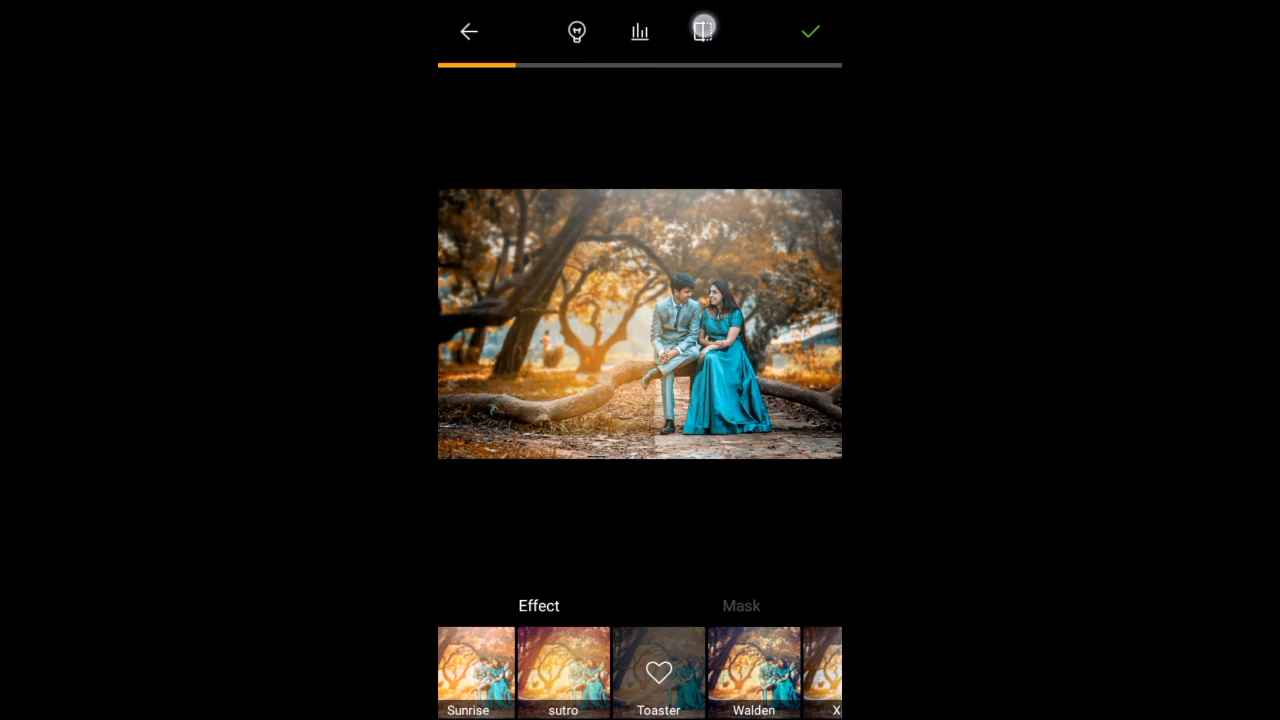 Effect
Mask
Sunrise
sutro
Toaster
Walden
X